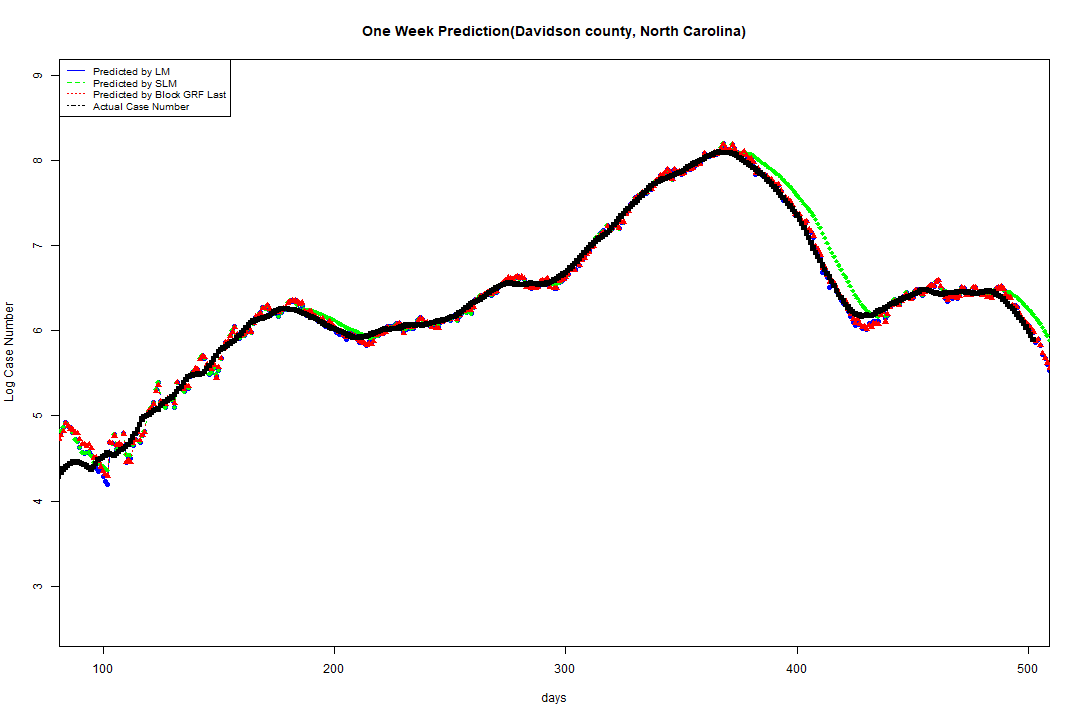 One Week Prediction(Davidson county, North Carolina)
Predicted by LM
Predicted by SLM
Predicted by Block GRF Last
Actual Case Number
9
8
7
6
5
4
3
Log Case Number
100 200 300 400 500
days